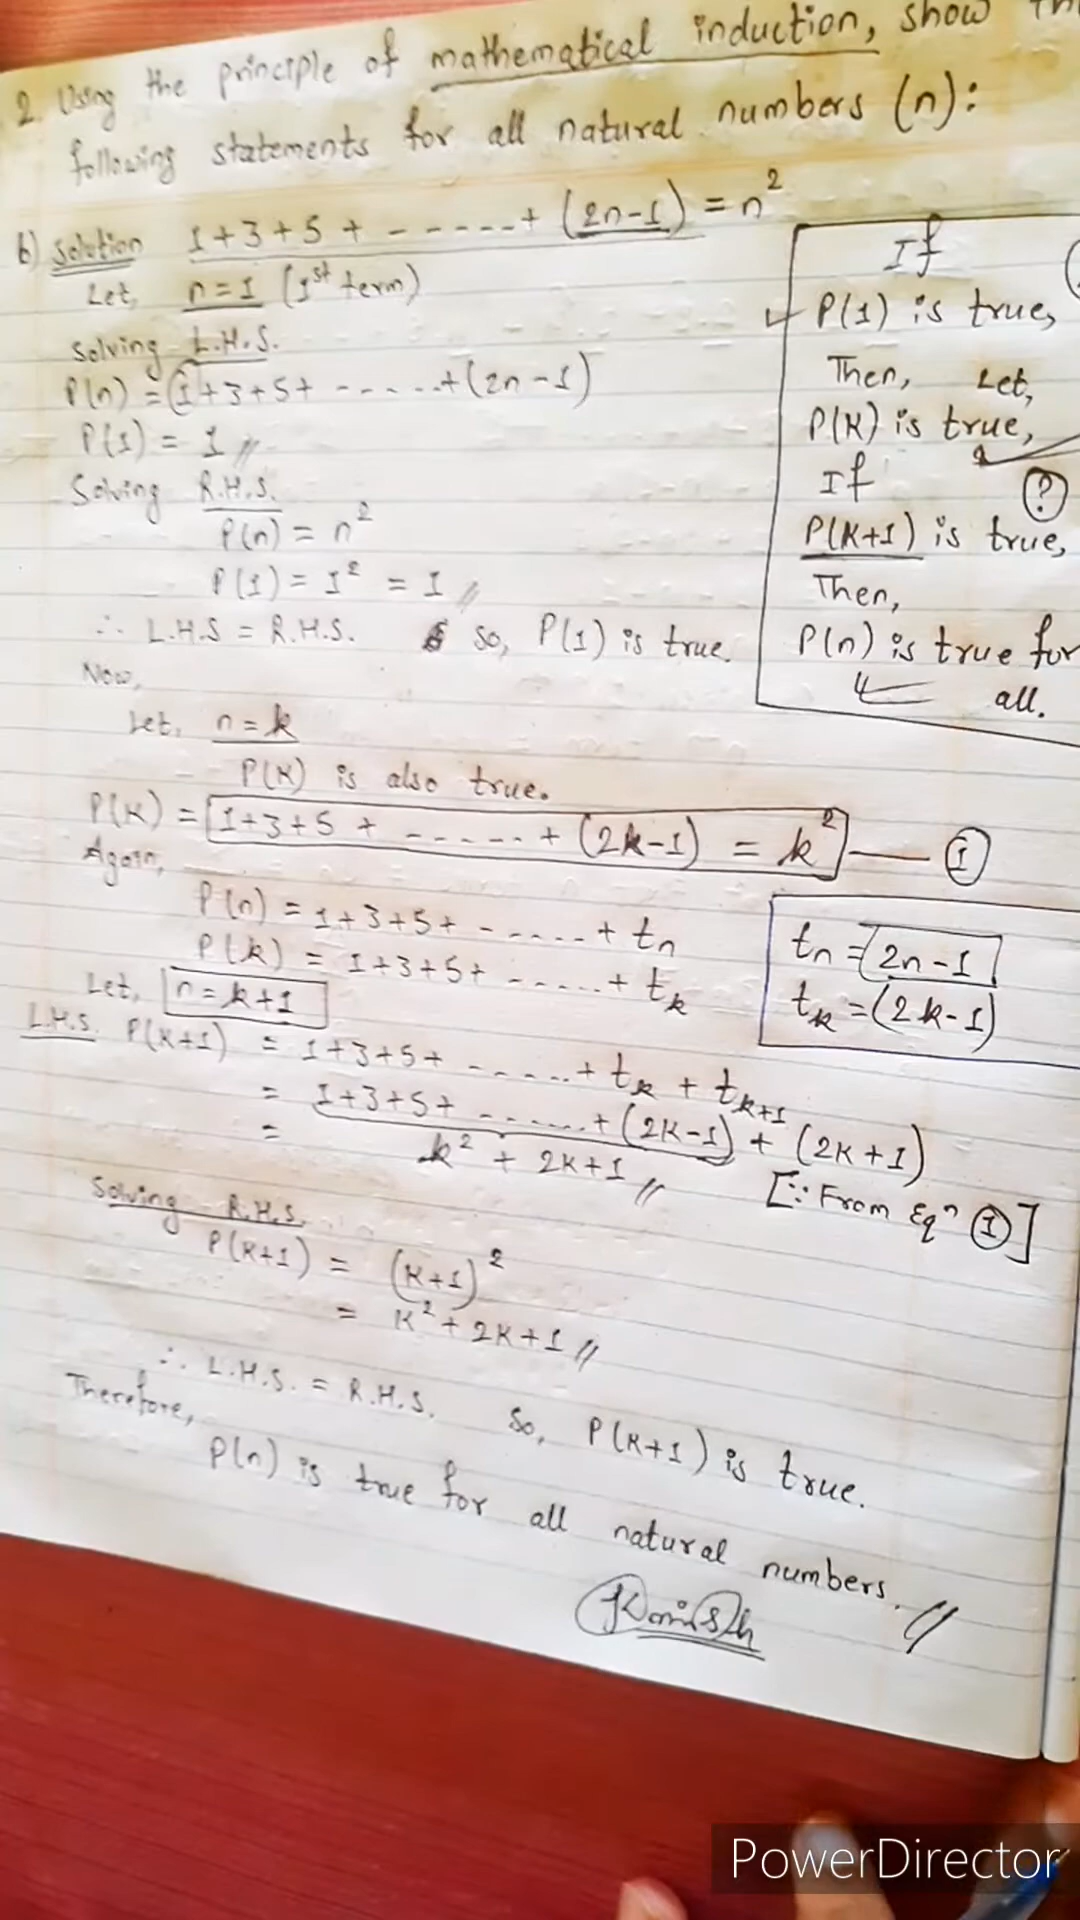 2. Using the principle of mathematical induction, show
following statements for all natural numbers (n):
b) Solution 1+3+5+ ------+ (2n-1) = n²
Let, n=1 (1st term)
Solving L.H.S.
P(n) = 1+3+5+ ------+(2n-1)
P(1) = 1 //
Solving R.H.S.
P(n) = n²
P(1) = 1² = 1 //
∴ L.H.S = R.H.S. So, P(1) is true.
If
P(1) is true,
Then, Let,
P(K) is true,
If ?
P(K+1) is true,
Then,
P(n) is true for
all.
Now,
Let, n=k
P(K) is also true.
P(K) = 1+3+5+ ------+ (2k-1) = k² —— ①
Again,
P(n) = 1+3+5+ ------+ tn
P(k) = 1+3+5+ ------+ tk
tn = (2n-1
tk = (2k-1)
Let, n=k+1
L.H.S. P(K+1) = 1+3+5+ ------+ tk + tk+1
= 1+3+5+ ------+ (2K-1) + (2K+1)
= k² + 2K+1 // [∵ From Eqn ①]
Solving R.H.S.
P(K+1) = (K+1)²
= K²+2K+1 //
∴ L.H.S. = R.H.S. So, P(K+1) is true.
Therefore,
P(n) is true for all natural numbers. //
PowerDirector